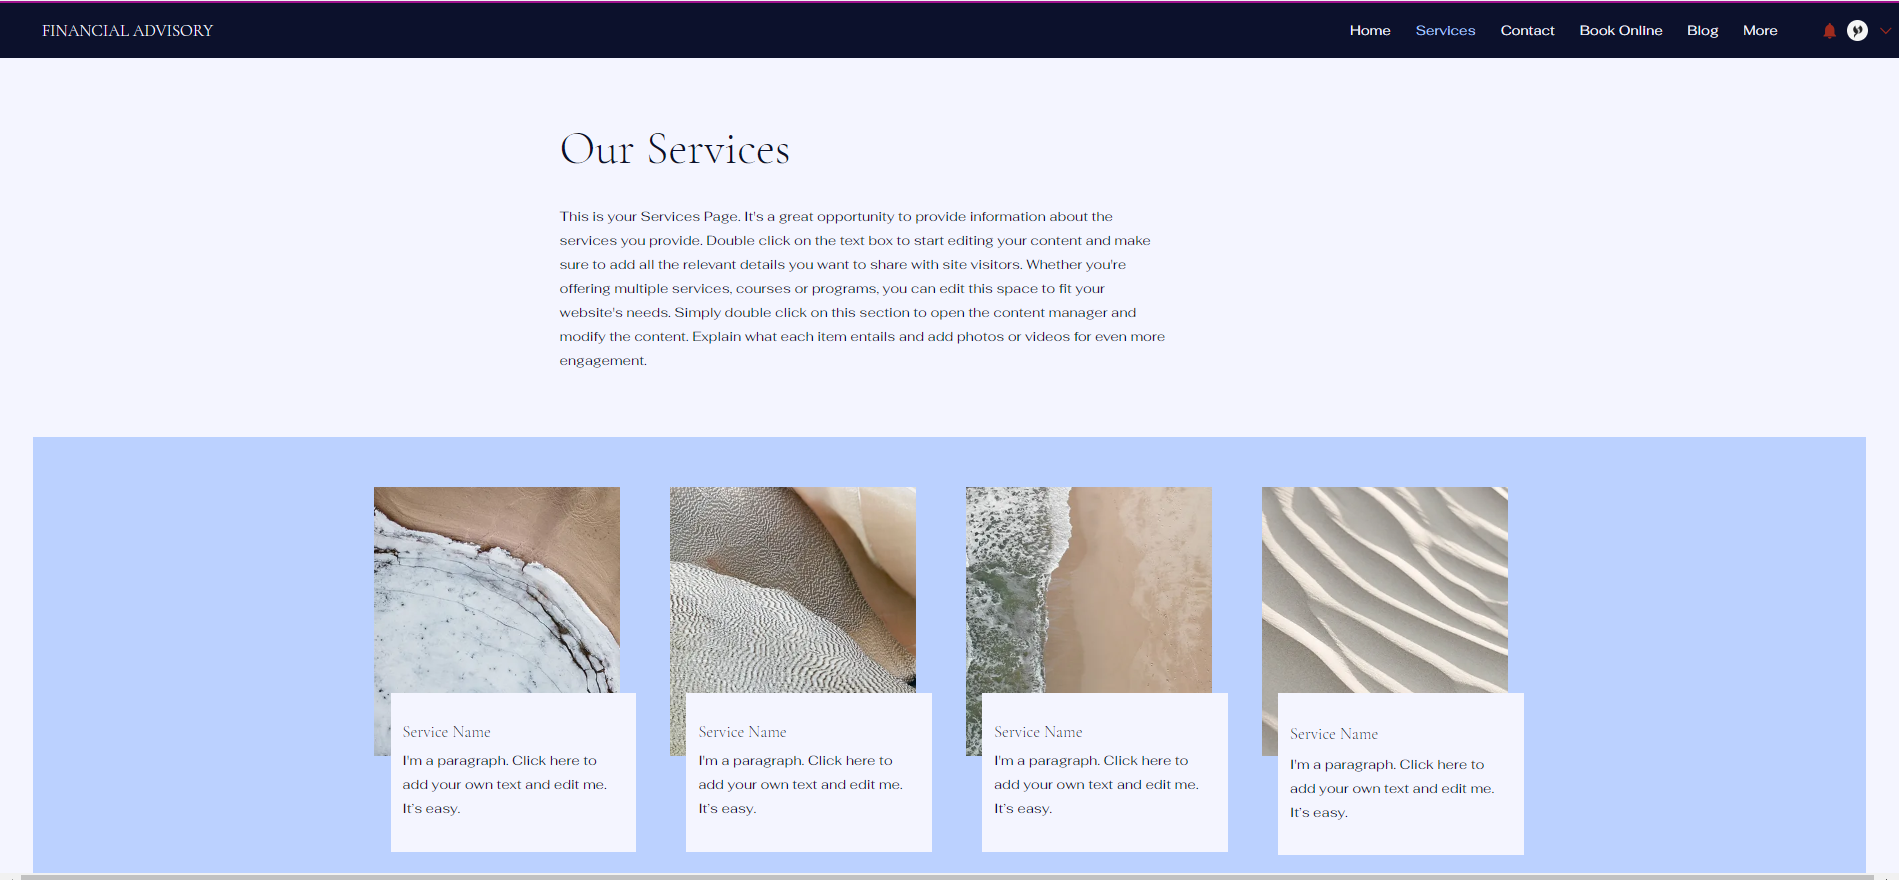 FINANCIAL ADVISORY
Home Services Contact Book Online Blog More
Our Services
This is your Services Page. It's a great opportunity to provide information about the
services you provide. Double click on the text box to start editing your content and make
sure to add all the relevant details you want to share with site visitors. Whether you're
offering multiple services, courses or programs, you can edit this space to fit your
website's needs. Simply double click on this section to open the content manager and
modify the content. Explain what each item entails and add photos or videos for even more
engagement.
Service Name
I'm a paragraph. Click here to
add your own text and edit me.
It's easy.
Service Name
I'm a paragraph. Click here to
add your own text and edit me.
It's easy.
Service Name
I'm a paragraph. Click here to
add your own text and edit me.
It's easy.
Service Name
I'm a paragraph. Click here to
add your own text and edit me.
It's easy.